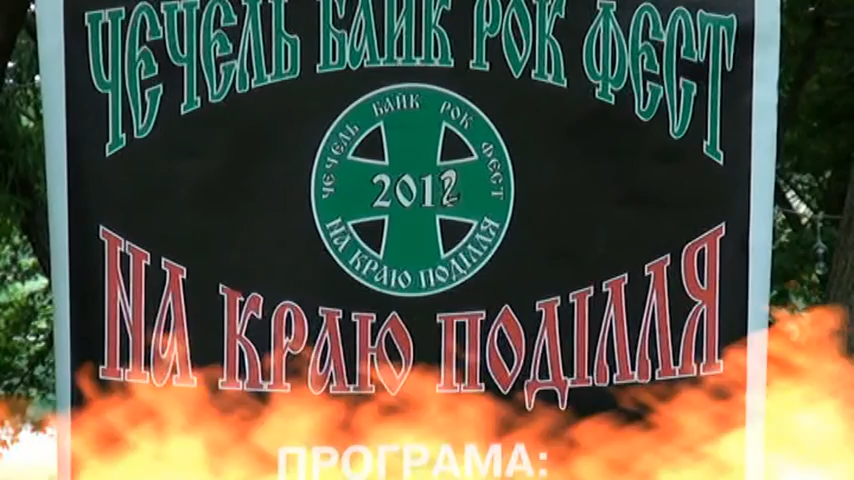 ЧЕЧЕЛЬ БАЙК РОК ФЕСТ
ЧЕЧЕЛЬ БАЙК РОК ФЕСТ
2012
НА КРАЮ ПОДІЛЛЯ
НА КРАЮ ПОДІЛЛЯ
ПРОГРАМА: